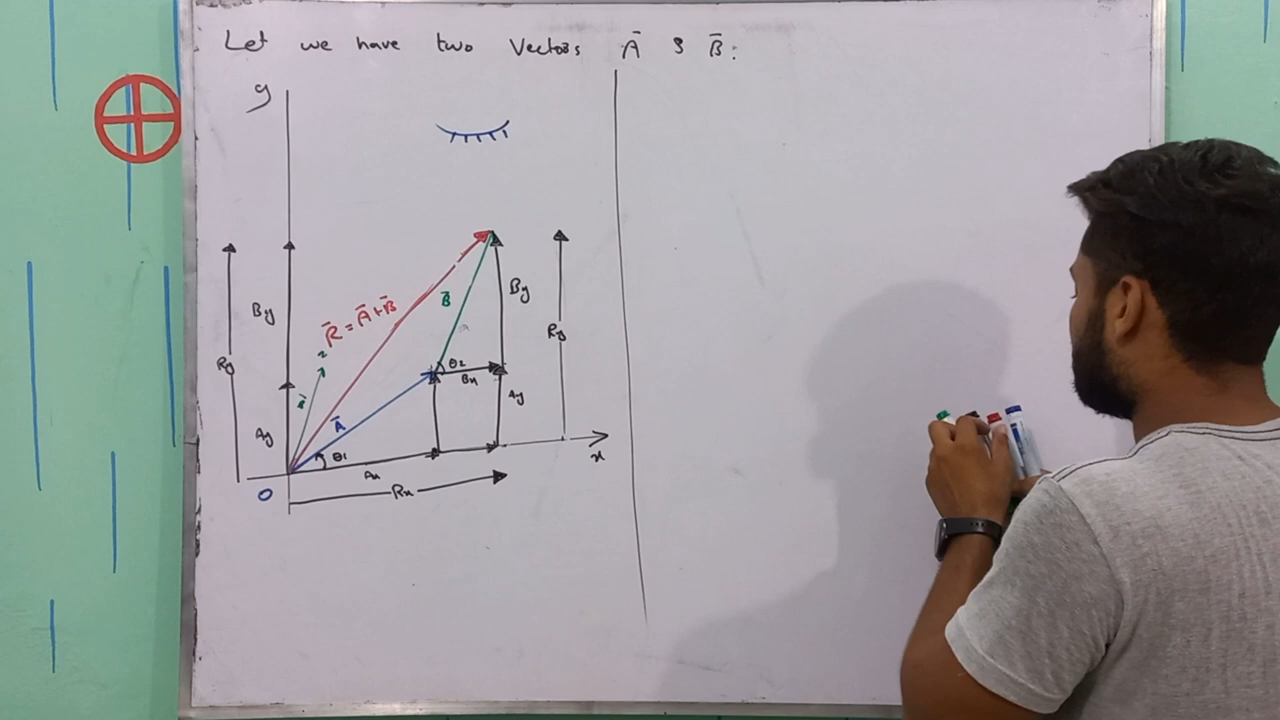 Let we have two Vectors A̅ & B̅:
y
By
By
R̅ = A̅ + B̅
B̅
Ry
Ry
θ2
Bx
Ay
A̅
Ay
θ1
Ax
x
Rx
O